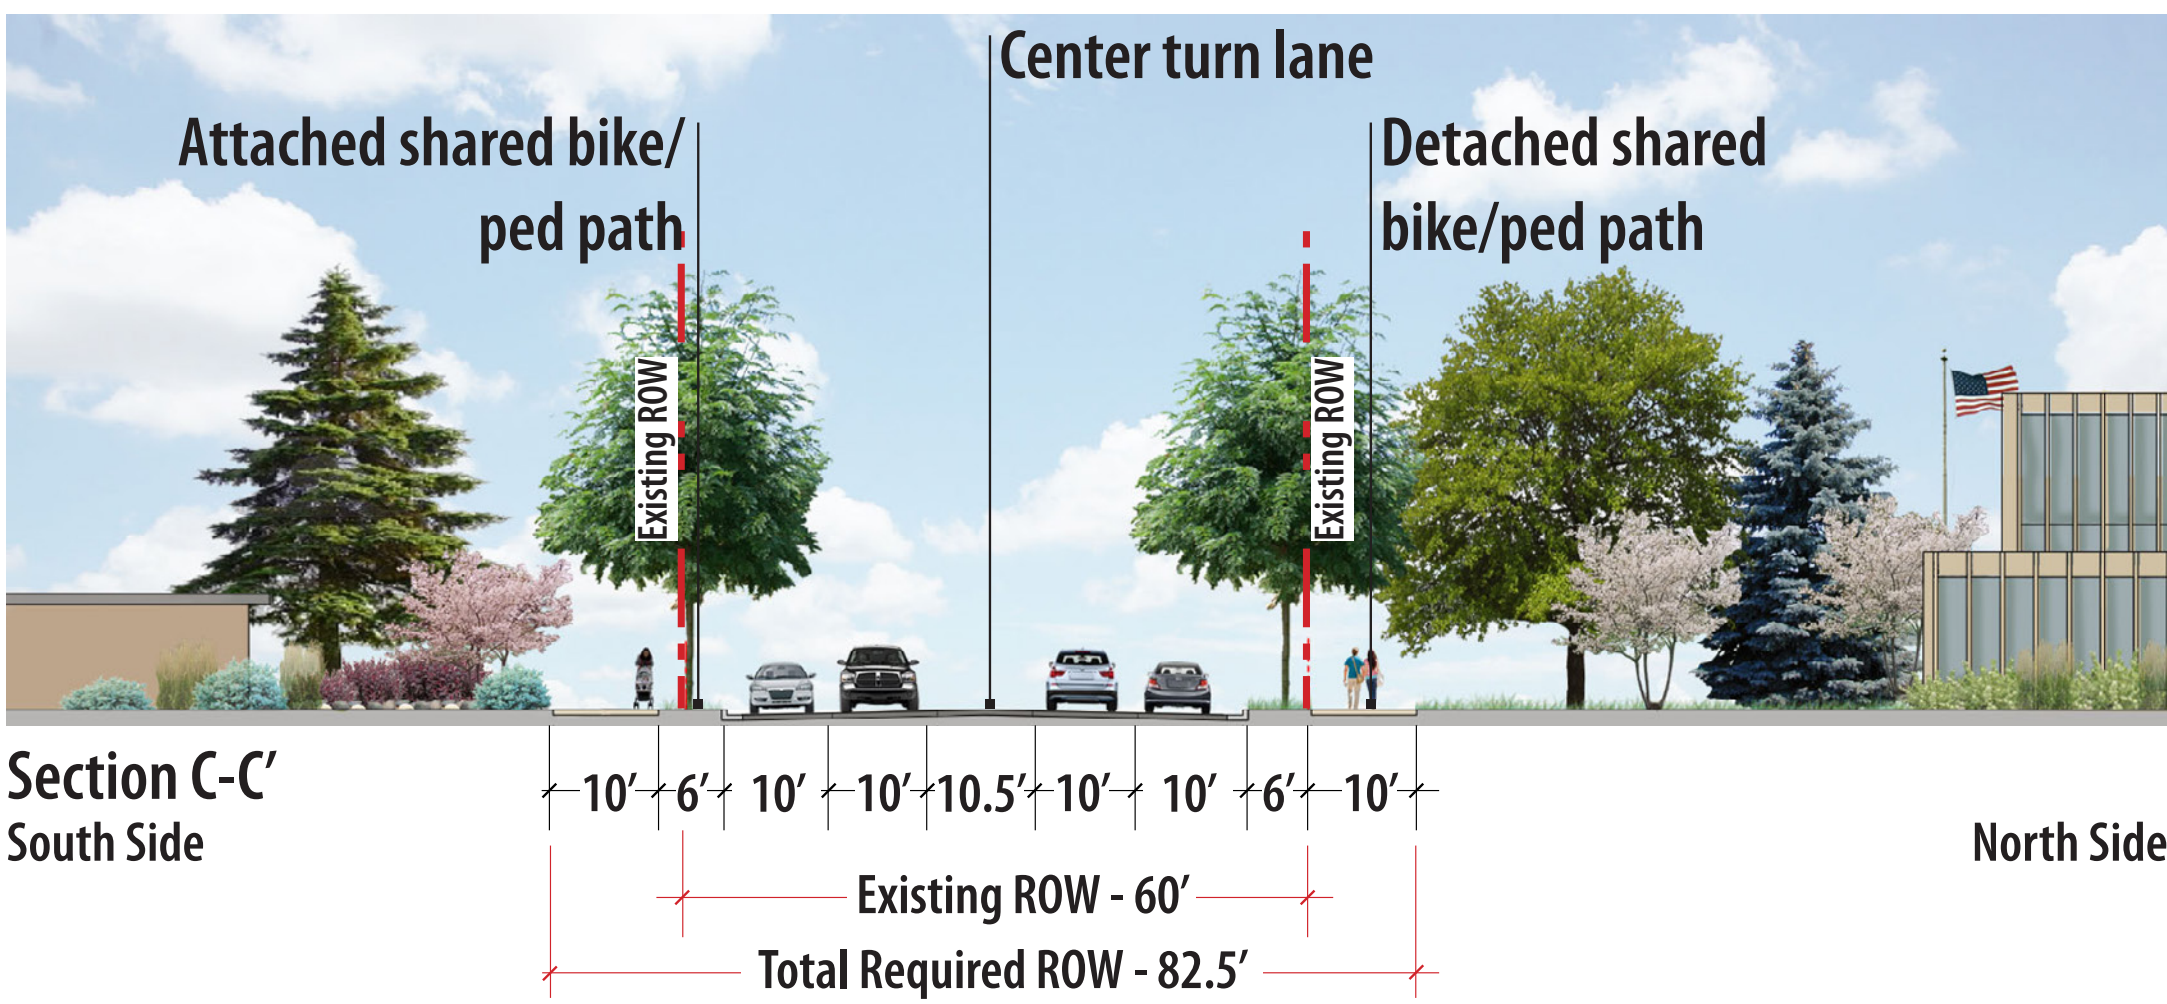 Center turn lane
Attached shared bike/
ped path
Detached shared
bike/ped path
Existing ROW
Existing ROW
Section C-C’
South Side
10’ 6’ 10’ 10’ 10.5’ 10’ 10’ 6’ 10’
North Side
Existing ROW - 60’
Total Required ROW - 82.5’